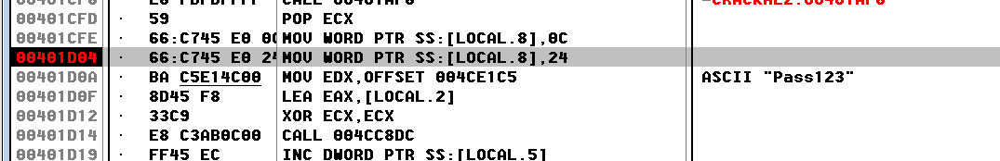 00401CFD · 59 POP ECX
00401CFE · 66:C745 E0 0C MOV WORD PTR SS:[LOCAL.8],0C
00401D04 · 66:C745 E0 24 MOV WORD PTR SS:[LOCAL.8],24
00401D0A · BA C5E14C00 MOV EDX,OFFSET 004CE1C5 ASCII "Pass123"
00401D0F · 8D45 F8 LEA EAX,[LOCAL.2]
00401D12 · 33C9 XOR ECX,ECX
00401D14 · E8 C3AB0C00 CALL 004CC8DC
00401D19 · FF45 EC INC DWORD PTR SS:[LOCAL.5]